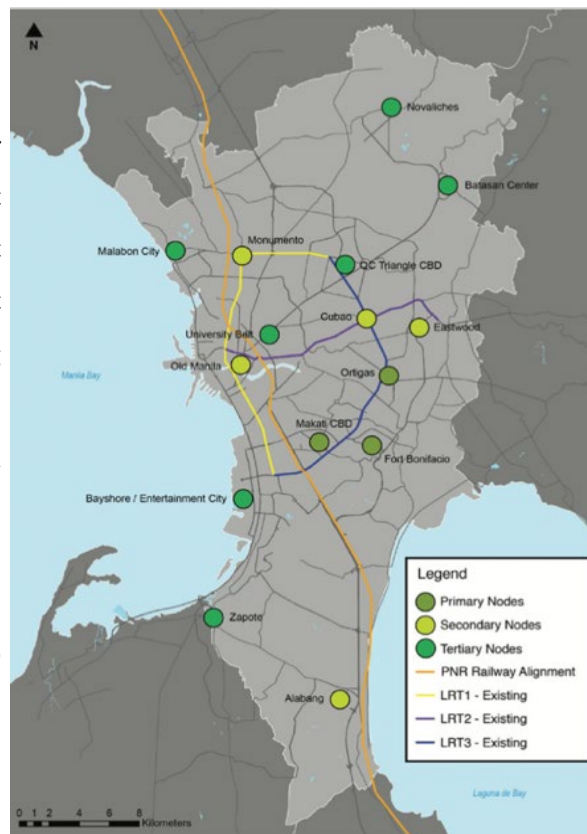 N
Novaliches
Batasan Center
Malabon City
Monumento
QC Triangle CBD
Cubao
University Belt
Eastwood
Old Manila
Manila Bay
Ortigas
Makati CBD
Fort Bonifacio
Bayshore / Entertainment City
Zapote
Alabang
Legend
Primary Nodes
Secondary Nodes
Tertiary Nodes
PNR Railway Alignment
LRT1 - Existing
LRT2 - Existing
LRT3 - Existing
Laguna de Bay
0 1 2 4 6 8
Kilometers